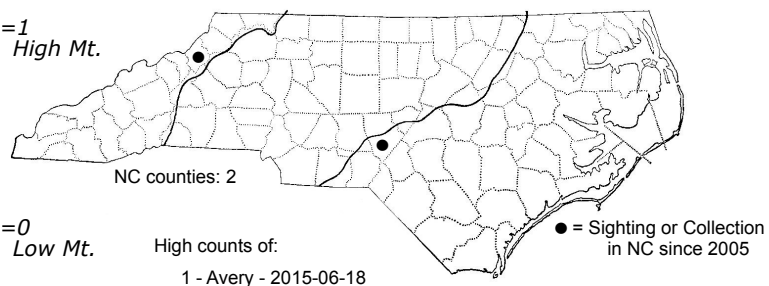 =1
High Mt.
NC counties: 2
=0
Low Mt.
High counts of:
1 - Avery - 2015-06-18
● = Sighting or Collection
in NC since 2005